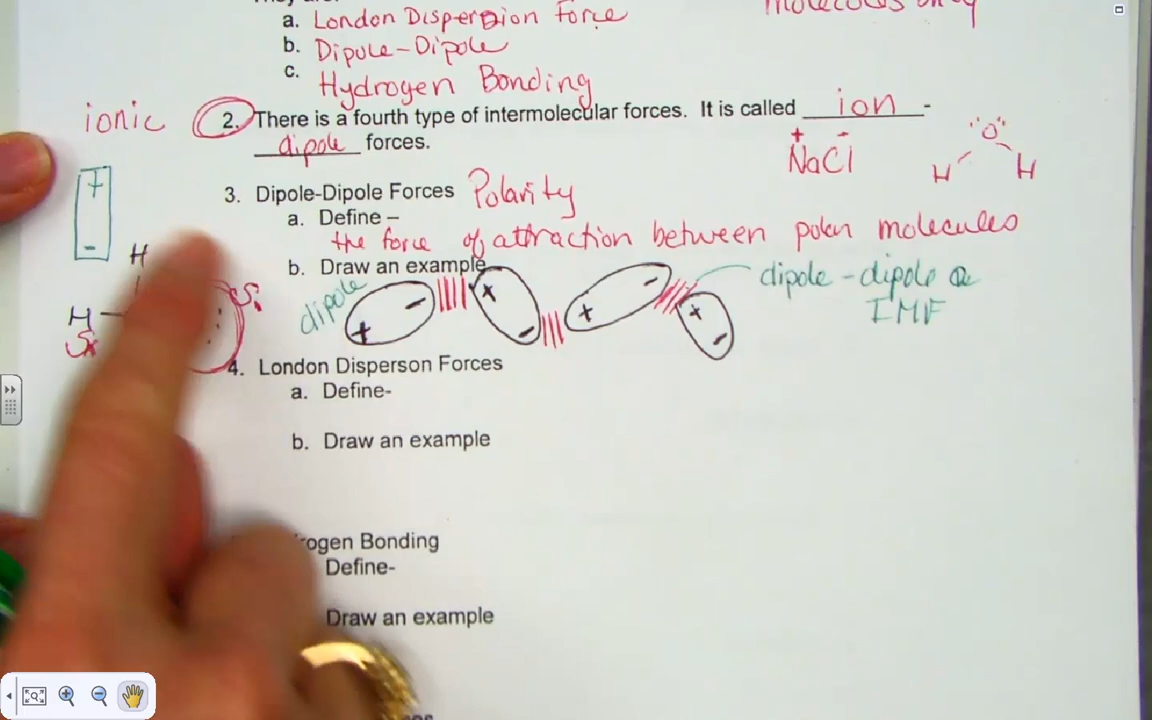 a. London Dispersion Force
b. Dipole-Dipole
c. Hydrogen Bonding
ionic 2. There is a fourth type of intermolecular forces. It is called ion -
dipole forces.
+ -
NaCl
O
H H
+
-
3. Dipole-Dipole Forces Polarity
a. Define –
the force of attraction between polar molecules
b. Draw an example
H
H
dipole
+ - + - + - + -
dipole-dipole
IMF
4. London Disperson Forces
a. Define-
b. Draw an example
ogen Bonding
Define-
Draw an example